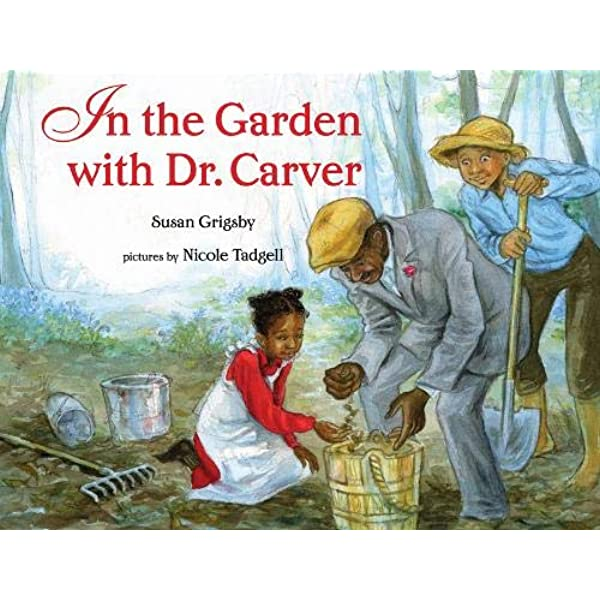 In the Garden
with Dr. Carver
Susan Grigsby
pictures by Nicole Tadgell